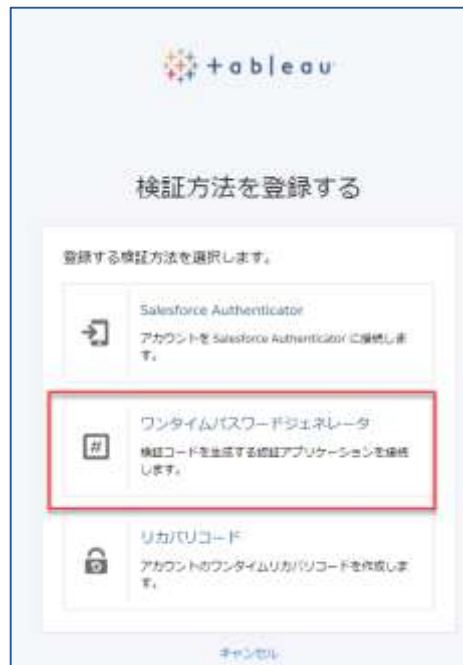 +ableau
検証方法を登録する
登録する検証方法を選択します。
Salesforce Authenticator
アカウントを Salesforce Authenticator に接続しま
す。
ワンタイムパスワードジェネレータ
検証コードを生成する認証アプリケーションを接続
します。
リカバリコード
アカウントのワンタイムリカバリコードを作成しま
す。
キャンセル